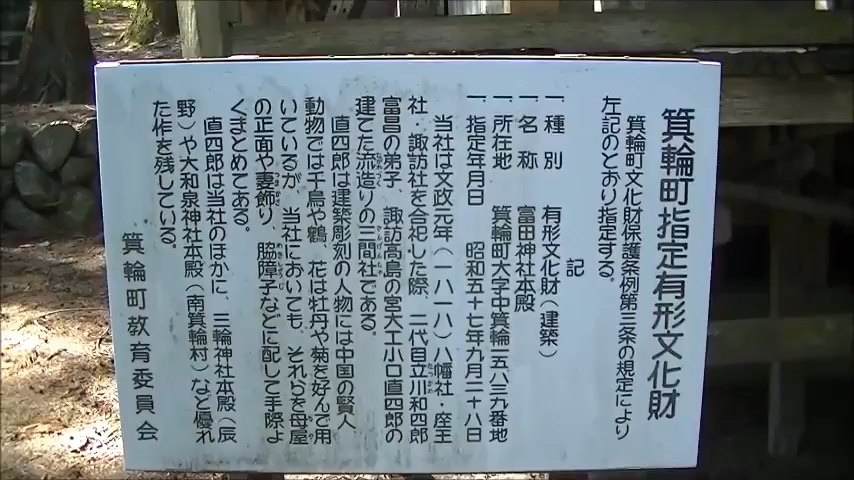 箕輪町指定有形文化財
箕輪町文化財保護条例第三条の規定により
左記のとおり指定する。
記
一、種別 有形文化財(建築)
一、名称 富田神社本殿
一、所在地 箕輪町大字中箕輪一五八三九番地
一、指定年月日 昭和五十七年九月二十八日
当社は文政元年(一八一八)八幡社・座王
社・諏訪社を合祀した際、二代目立川和四郎
富昌の弟子、諏訪高島の宮大工小口直四郎の
建てた流造りの三間社である。
直四郎は建築彫刻の人物には中国の賢人、
動物では千鳥や鶴、花は牡丹や菊を好んで用
いているが、当社においても、それらを母屋
の正面や妻飾り、脇障子などに配して手際よ
くまとめてある。
直四郎は当社のほかに、三輪神社本殿(辰
野)や大和泉神社本殿(南箕輪村)など優れ
た作を残している。
箕輪町教育委員会